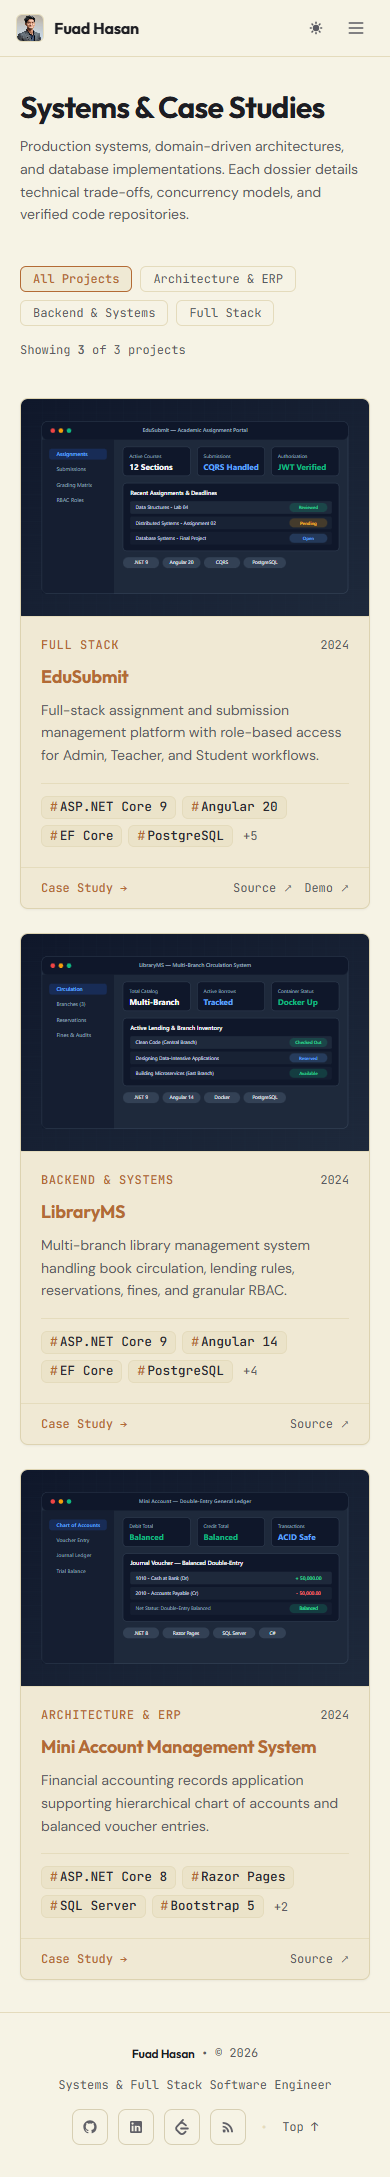 Fuad Hasan
Systems & Case Studies
Production systems, domain-driven architectures,
and database implementations. Each dossier details
technical trade-offs, concurrency models, and
verified code repositories.
All Projects
Architecture & ERP
Backend & Systems
Full Stack
Showing 3 of 3 projects
EduSubmit — Academic Assignment Portal
Assignments
Submissions
Grading Matrix
RBAC Roles
Active Courses
12 Sections
Submissions
CQRS Handled
Authorization
JWT Verified
Recent Assignments & Deadlines
Data Structures - Lab 04
Reviewed
Distributed Systems - Assignment 02
Pending
Database Systems - Final Project
Open
.NET 9
Angular 20
CQRS
PostgreSQL
FULL STACK
2024
EduSubmit
Full-stack assignment and submission
management platform with role-based access
for Admin, Teacher, and Student workflows.
#ASP.NET Core 9
#Angular 20
#EF Core
#PostgreSQL
+5
Case Study →
Source ↗
Demo ↗
LibraryMS — Multi-Branch Circulation System
Circulation
Branches (3)
Reservations
Fines & Audits
Total Catalog
Multi-Branch
Active Borrows
Tracked
Container Status
Docker Up
Active Lending & Branch Inventory
Clean Code (Central Branch)
Checked Out
Designing Data-Intensive Applications
Reserved
Building Microservices (East Branch)
Available
.NET 9
Angular 14
Docker
PostgreSQL
BACKEND & SYSTEMS
2024
LibraryMS
Multi-branch library management system
handling book circulation, lending rules,
reservations, fines, and granular RBAC.
#ASP.NET Core 9
#Angular 14
#EF Core
#PostgreSQL
+4
Case Study →
Source ↗
Mini Account — Double-Entry General Ledger
Chart of Accounts
Voucher Entry
Journal Ledger
Trial Balance
Debit Total
Balanced
Credit Total
Balanced
Transactions
ACID Safe
Journal Voucher — Balanced Double-Entry
1010 - Cash at Bank (Dr)
+ 50,000.00
2010 - Accounts Payable (Cr)
- 50,000.00
Net Status: Double-Entry Balanced
Balanced
.NET 8
Razor Pages
SQL Server
C#
ARCHITECTURE & ERP
2024
Mini Account Management System
Financial accounting records application
supporting hierarchical chart of accounts and
balanced voucher entries.
#ASP.NET Core 8
#Razor Pages
#SQL Server
#Bootstrap 5
+2
Case Study →
Source ↗
Fuad Hasan • © 2026
Systems & Full Stack Software Engineer
Top ↑